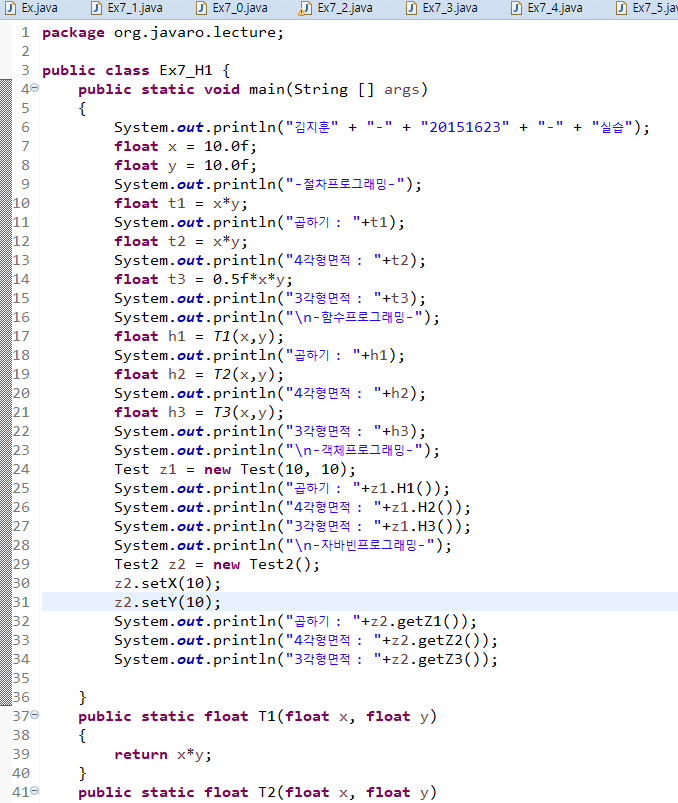 Ex.java Ex7_1.java Ex7_0.java Ex7_2.java Ex7_3.java Ex7_4.java Ex7_5.jav
1 package org.javaro.lecture;
2
3 public class Ex7_H1 {
4 public static void main(String [] args)
5 {
6 System.out.println("김지훈" + "-" + "20151623" + "-" + "실습");
7 float x = 10.0f;
8 float y = 10.0f;
9 System.out.println("-절차프로그래밍-");
10 float t1 = x*y;
11 System.out.println("곱하기 : "+t1);
12 float t2 = x*y;
13 System.out.println("4각형면적 : "+t2);
14 float t3 = 0.5f*x*y;
15 System.out.println("3각형면적 : "+t3);
16 System.out.println("\n-함수프로그래밍-");
17 float h1 = T1(x,y);
18 System.out.println("곱하기 : "+h1);
19 float h2 = T2(x,y);
20 System.out.println("4각형면적 : "+h2);
21 float h3 = T3(x,y);
22 System.out.println("3각형면적 : "+h3);
23 System.out.println("\n-객체프로그래밍-");
24 Test z1 = new Test(10, 10);
25 System.out.println("곱하기 : "+z1.H1());
26 System.out.println("4각형면적 : "+z1.H2());
27 System.out.println("3각형면적 : "+z1.H3());
28 System.out.println("\n-자바빈프로그래밍-");
29 Test2 z2 = new Test2();
30 z2.setX(10);
31 z2.setY(10);
32 System.out.println("곱하기 : "+z2.getZ1());
33 System.out.println("4각형면적 : "+z2.getZ2());
34 System.out.println("3각형면적 : "+z2.getZ3());
35
36 }
37 public static float T1(float x, float y)
38 {
39 return x*y;
40 }
41 public static float T2(float x, float y)